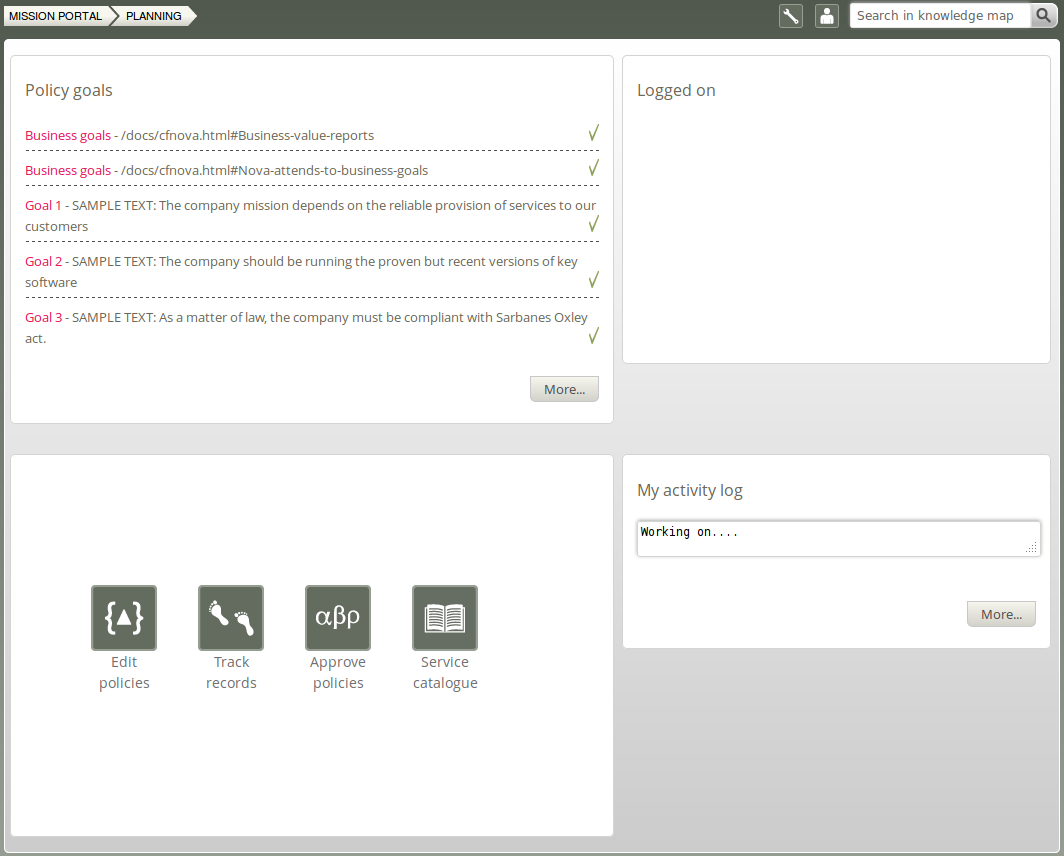 MISSION PORTAL PLANNING
Search in knowledge map
Policy goals
Business goals - /docs/cfnova.html#Business-value-reports
Business goals - /docs/cfnova.html#Nova-attends-to-business-goals
Goal 1 - SAMPLE TEXT: The company mission depends on the reliable provision of services to our
customers
Goal 2 - SAMPLE TEXT: The company should be running the proven but recent versions of key
software
Goal 3 - SAMPLE TEXT: As a matter of law, the company must be compliant with Sarbanes Oxley
act.
More...
Logged on
αβρ
Edit
policies
Track
records
Approve
policies
Service
catalogue
My activity log
Working on....
More...